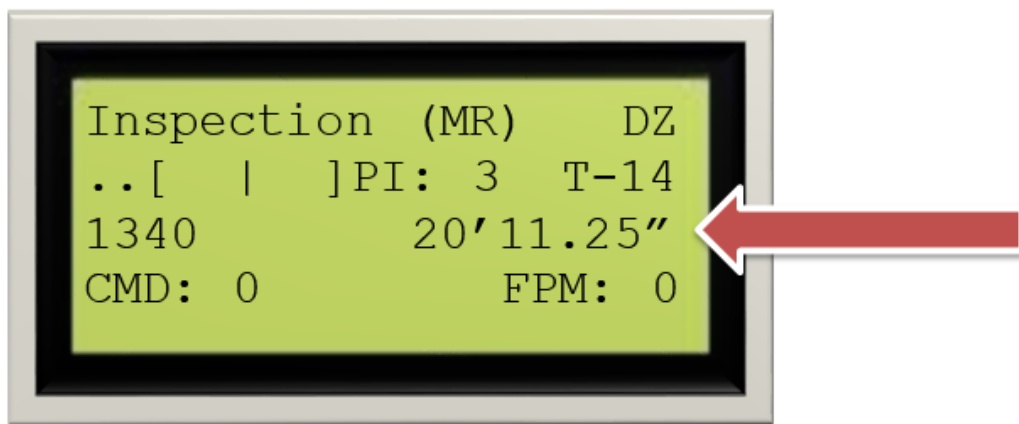 Inspection (MR) DZ
..[ | ]PI: 3 T-14
1340 20′11.25″
CMD: 0 FPM: 0